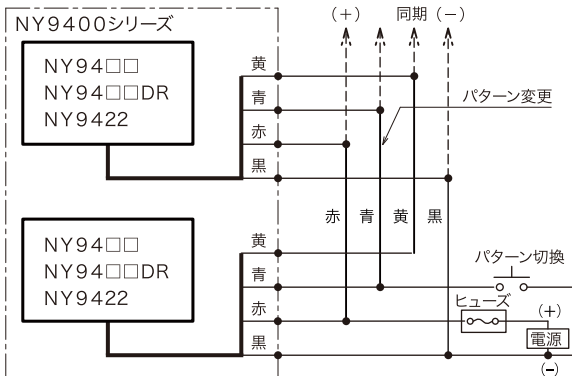 NY9400シリーズ
(+) 同期 (-)
NY94□□
NY94□□DR
NY9422
黄
青
赤
黒
パターン変更
赤 青 黄 黒
NY94□□
NY94□□DR
NY9422
黄
青
赤
黒
パターン切換
ヒューズ
(+)
電源
(-)